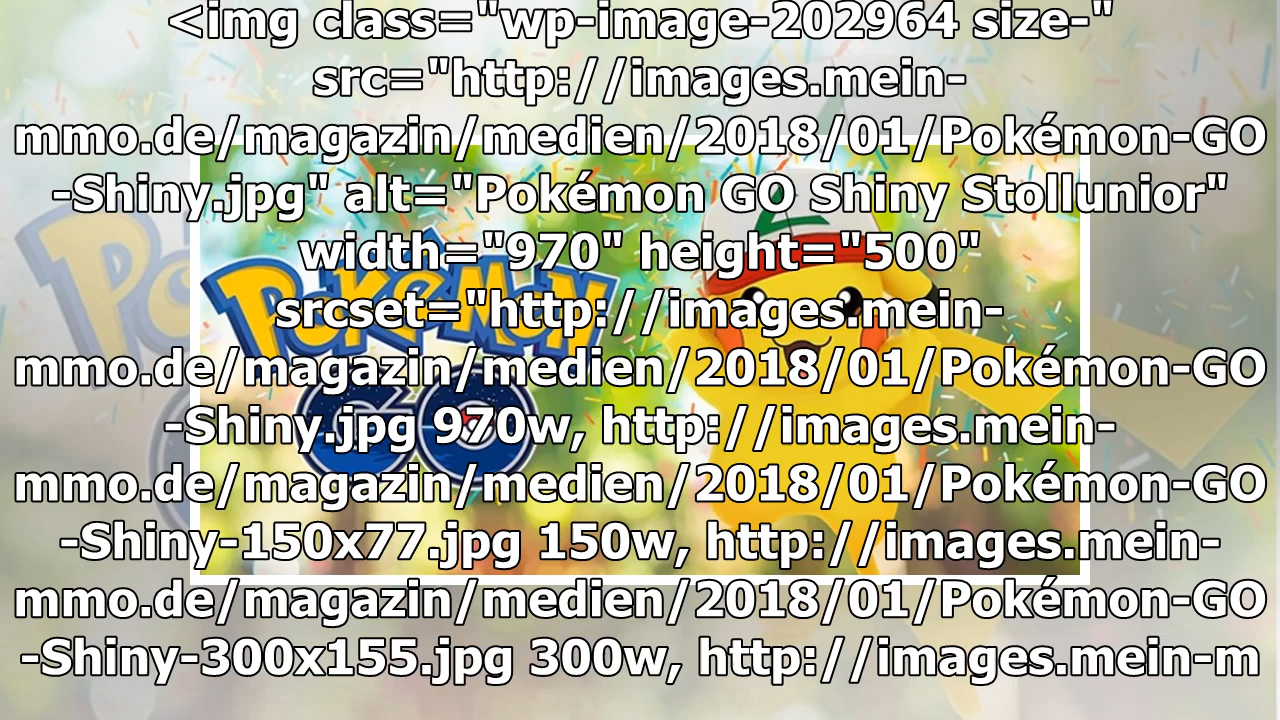 <img class="wp-image-202964 size-"
src="http://images.mein-
mmo.de/magazin/medien/2018/01/Pokémon-GO
-Shiny.jpg" alt="Pokémon GO Shiny Stollunior"
width="970" height="500"
srcset="http://images.mein-
mmo.de/magazin/medien/2018/01/Pokémon-GO
-Shiny.jpg 970w, http://images.mein-
mmo.de/magazin/medien/2018/01/Pokémon-GO
-Shiny-150x77.jpg 150w, http://images.mein-
mmo.de/magazin/medien/2018/01/Pokémon-GO
-Shiny-300x155.jpg 300w, http://images.mein-m
POKéMON
GO